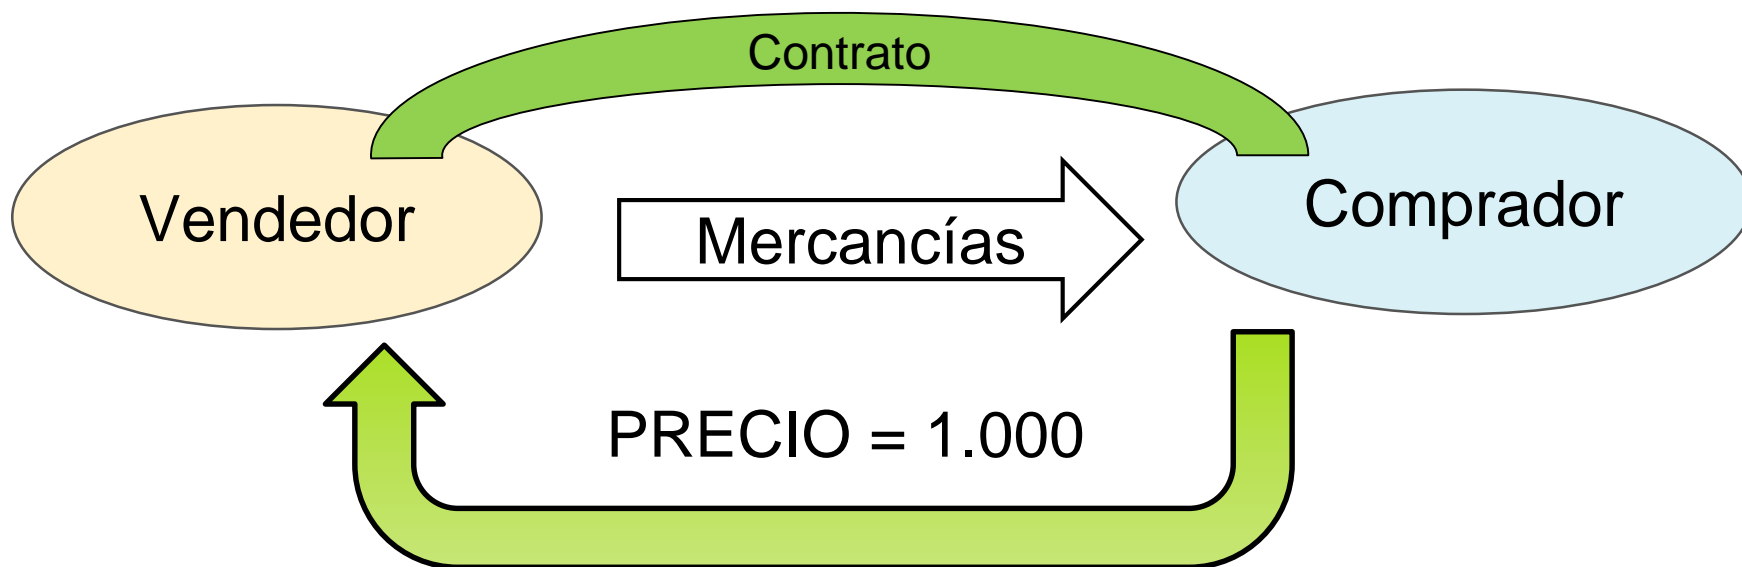 Contrato
Vendedor
Mercancías
Comprador
PRECIO = 1.000